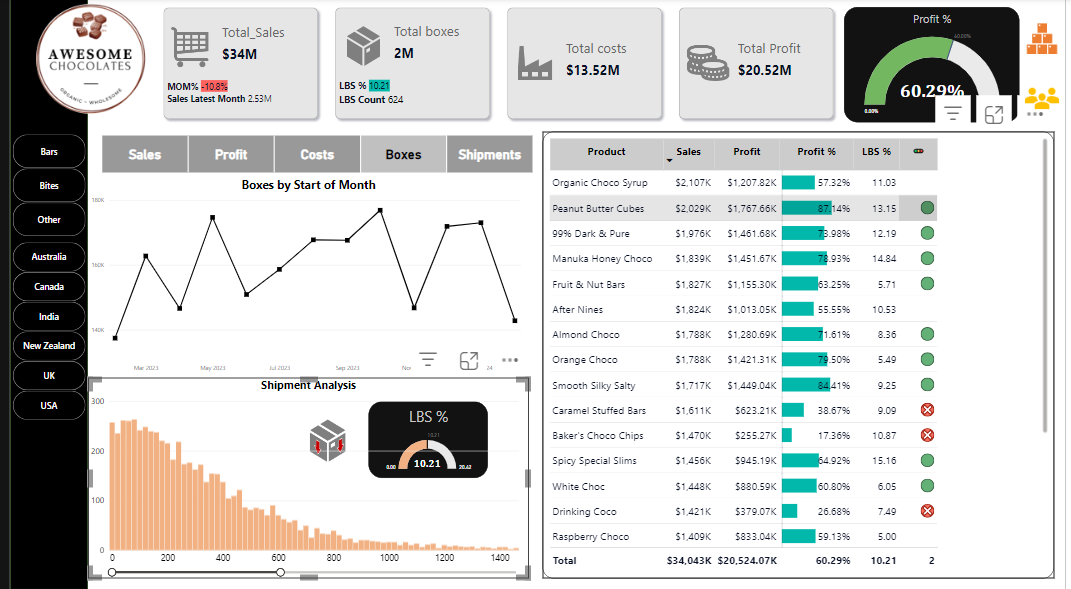 AWESOME
CHOCOLATES
ORGANIC - WHOLESOME
Total_Sales
$34M
MOM% -10.8%
Sales Latest Month 2.53M
Total boxes
2M
LBS % 10.21
LBS Count 624
Total costs
$13.52M
Total Profit
$20.52M
Profit %
60.00%
60.29%
0.00%
Bars
Bites
Other
Australia
Canada
India
New Zealand
UK
USA
Sales Profit Costs Boxes Shipments
Boxes by Start of Month
180K
160K
140K
Mar 2023 May 2023 Jul 2023 Sep 2023 Nov 24
Shipment Analysis
300
200
100
0
0 200 400 600 800 1000 1200 1400
LBS %
10.21
0.00 10.21 20.42
Product Sales Profit Profit % LBS %
Organic Choco Syrup $2,107K $1,207.82K 57.32% 11.03
Peanut Butter Cubes $2,029K $1,767.66K 87.14% 13.15
99% Dark & Pure $1,976K $1,461.68K 73.98% 12.19
Manuka Honey Choco $1,839K $1,451.67K 78.93% 14.84
Fruit & Nut Bars $1,827K $1,155.30K 63.25% 5.71
After Nines $1,824K $1,013.05K 55.55% 10.53
Almond Choco $1,788K $1,280.69K 71.61% 8.36
Orange Choco $1,788K $1,421.31K 79.50% 5.49
Smooth Silky Salty $1,717K $1,449.04K 84.41% 9.25
Caramel Stuffed Bars $1,611K $623.21K 38.67% 9.09
Baker's Choco Chips $1,470K $255.27K 17.36% 10.87
Spicy Special Slims $1,456K $945.19K 64.92% 15.16
White Choc $1,448K $880.59K 60.80% 6.05
Drinking Coco $1,421K $379.07K 26.68% 7.49
Raspberry Choco $1,409K $833.04K 59.13% 5.00
Total $34,043K $20,524.07K 60.29% 10.21 2